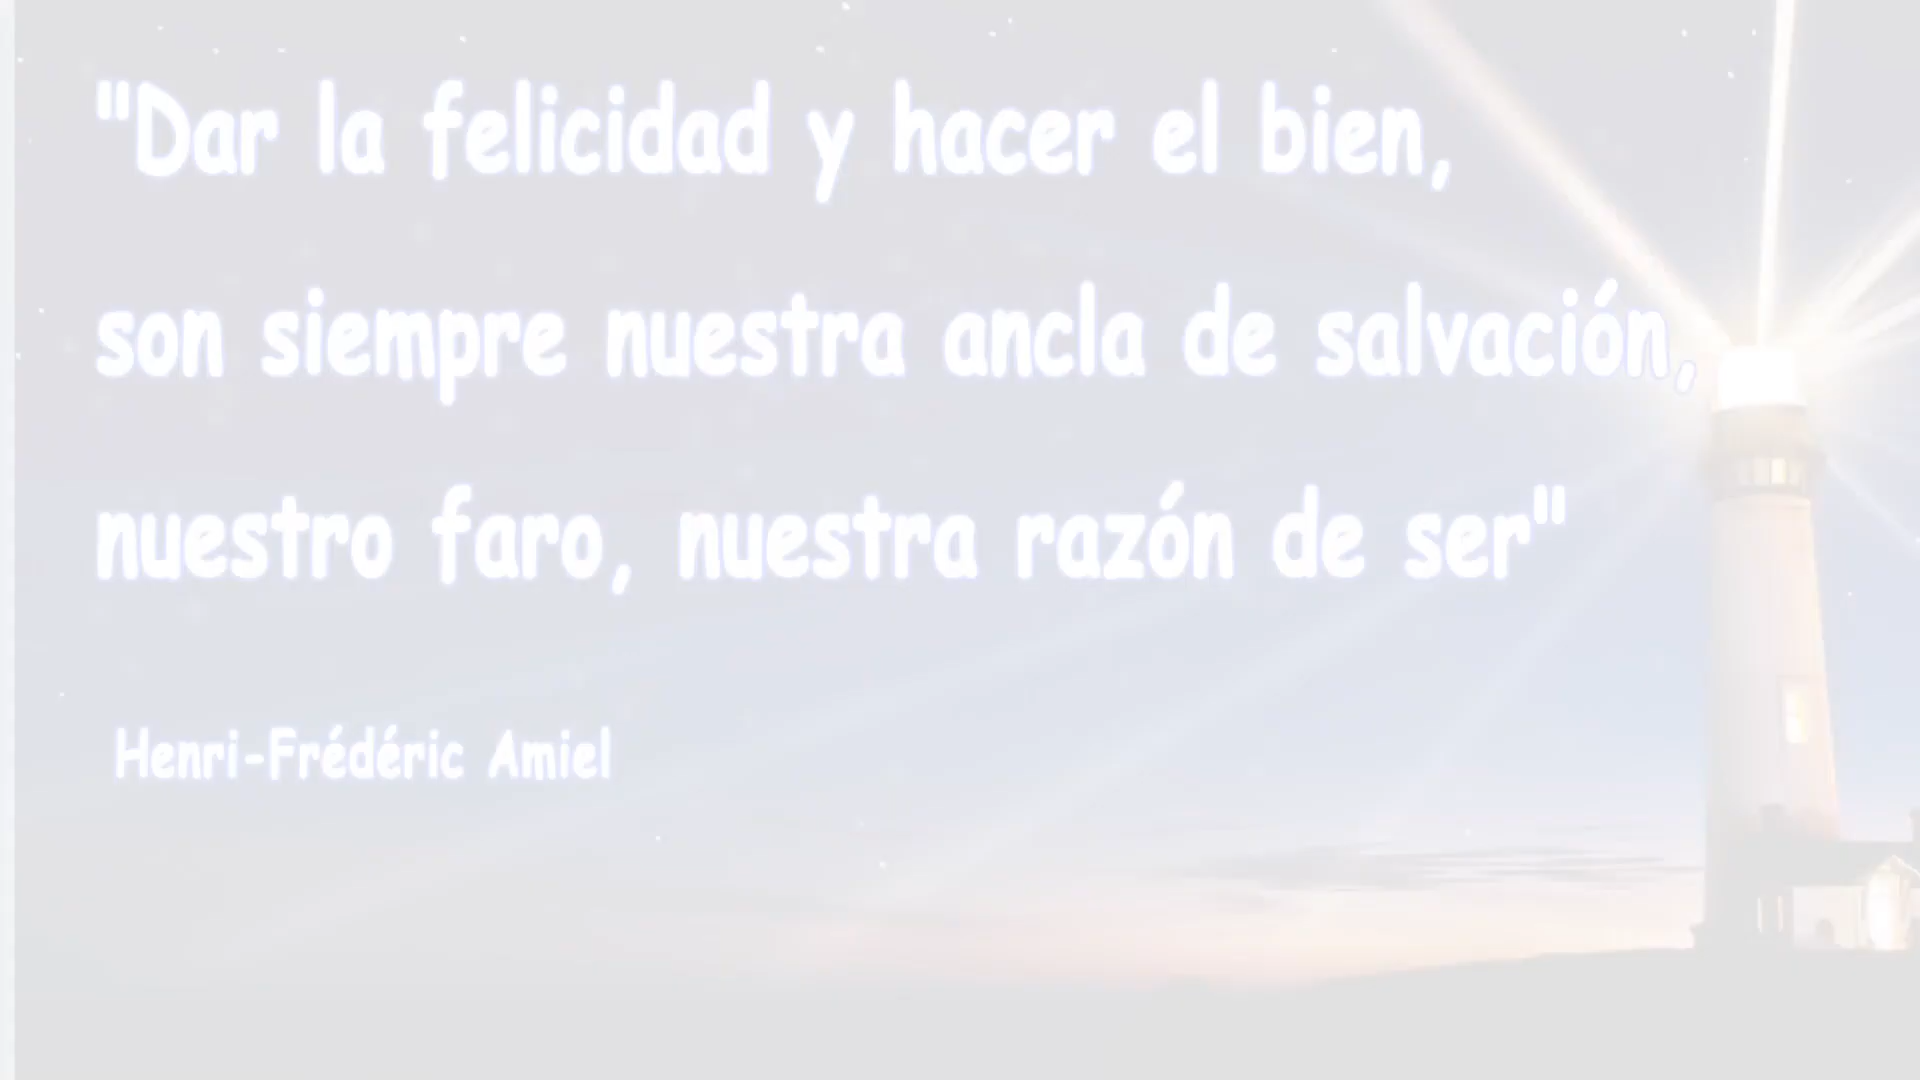 "Dar la felicidad y hacer el bien,
son siempre nuestra ancla de salvación,
nuestro faro, nuestra razón de ser"
Henri-Frédéric Amiel